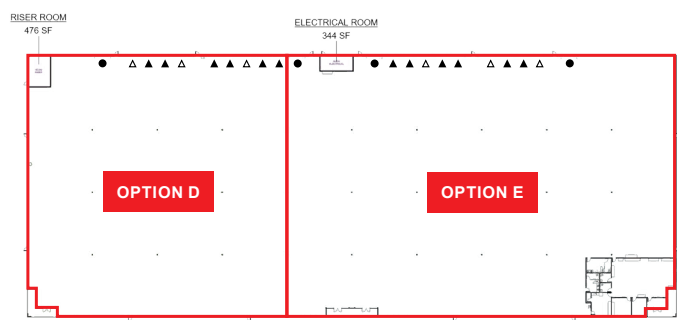 RISER ROOM
476 SF
ELECTRICAL ROOM
344 SF
OPTION D
OPTION E